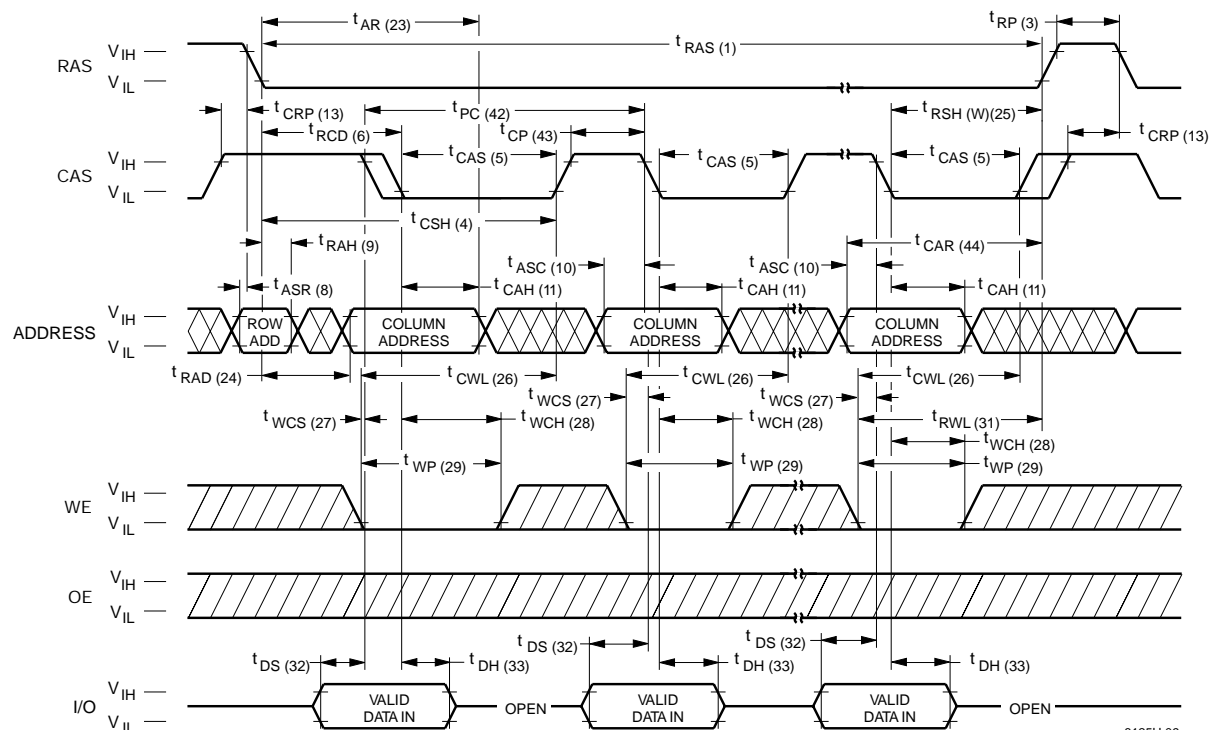 t AR (23)
t RP (3)
t RAS (1)
RAS
V IH
V IL
t CRP (13)
t PC (42)
t RSH (W)(25)
t RCD (6)
t CP (43)
t CRP (13)
CAS
V IH
V IL
t CAS (5)
t CAS (5)
t CAS (5)
t CSH (4)
t RAH (9)
t CAR (44)
t ASC (10)
t ASC (10)
t ASR (8)
t CAH (11)
t CAH (11)
t CAH (11)
ADDRESS
V IH
V IL
ROW ADD
COLUMN ADDRESS
COLUMN ADDRESS
COLUMN ADDRESS
t RAD (24)
t CWL (26)
t CWL (26)
t CWL (26)
t WCS (27)
t WCS (27)
t WCS (27)
t WCH (28)
t WCH (28)
t RWL (31)
t WCH (28)
t WP (29)
t WP (29)
t WP (29)
WE
V IH
V IL
OE
V IH
V IL
t DS (32)
t DS (32)
t DS (32)
t DH (33)
t DH (33)
t DH (33)
I/O
V IH
V IL
VALID DATA IN
OPEN
VALID DATA IN
VALID DATA IN
OPEN